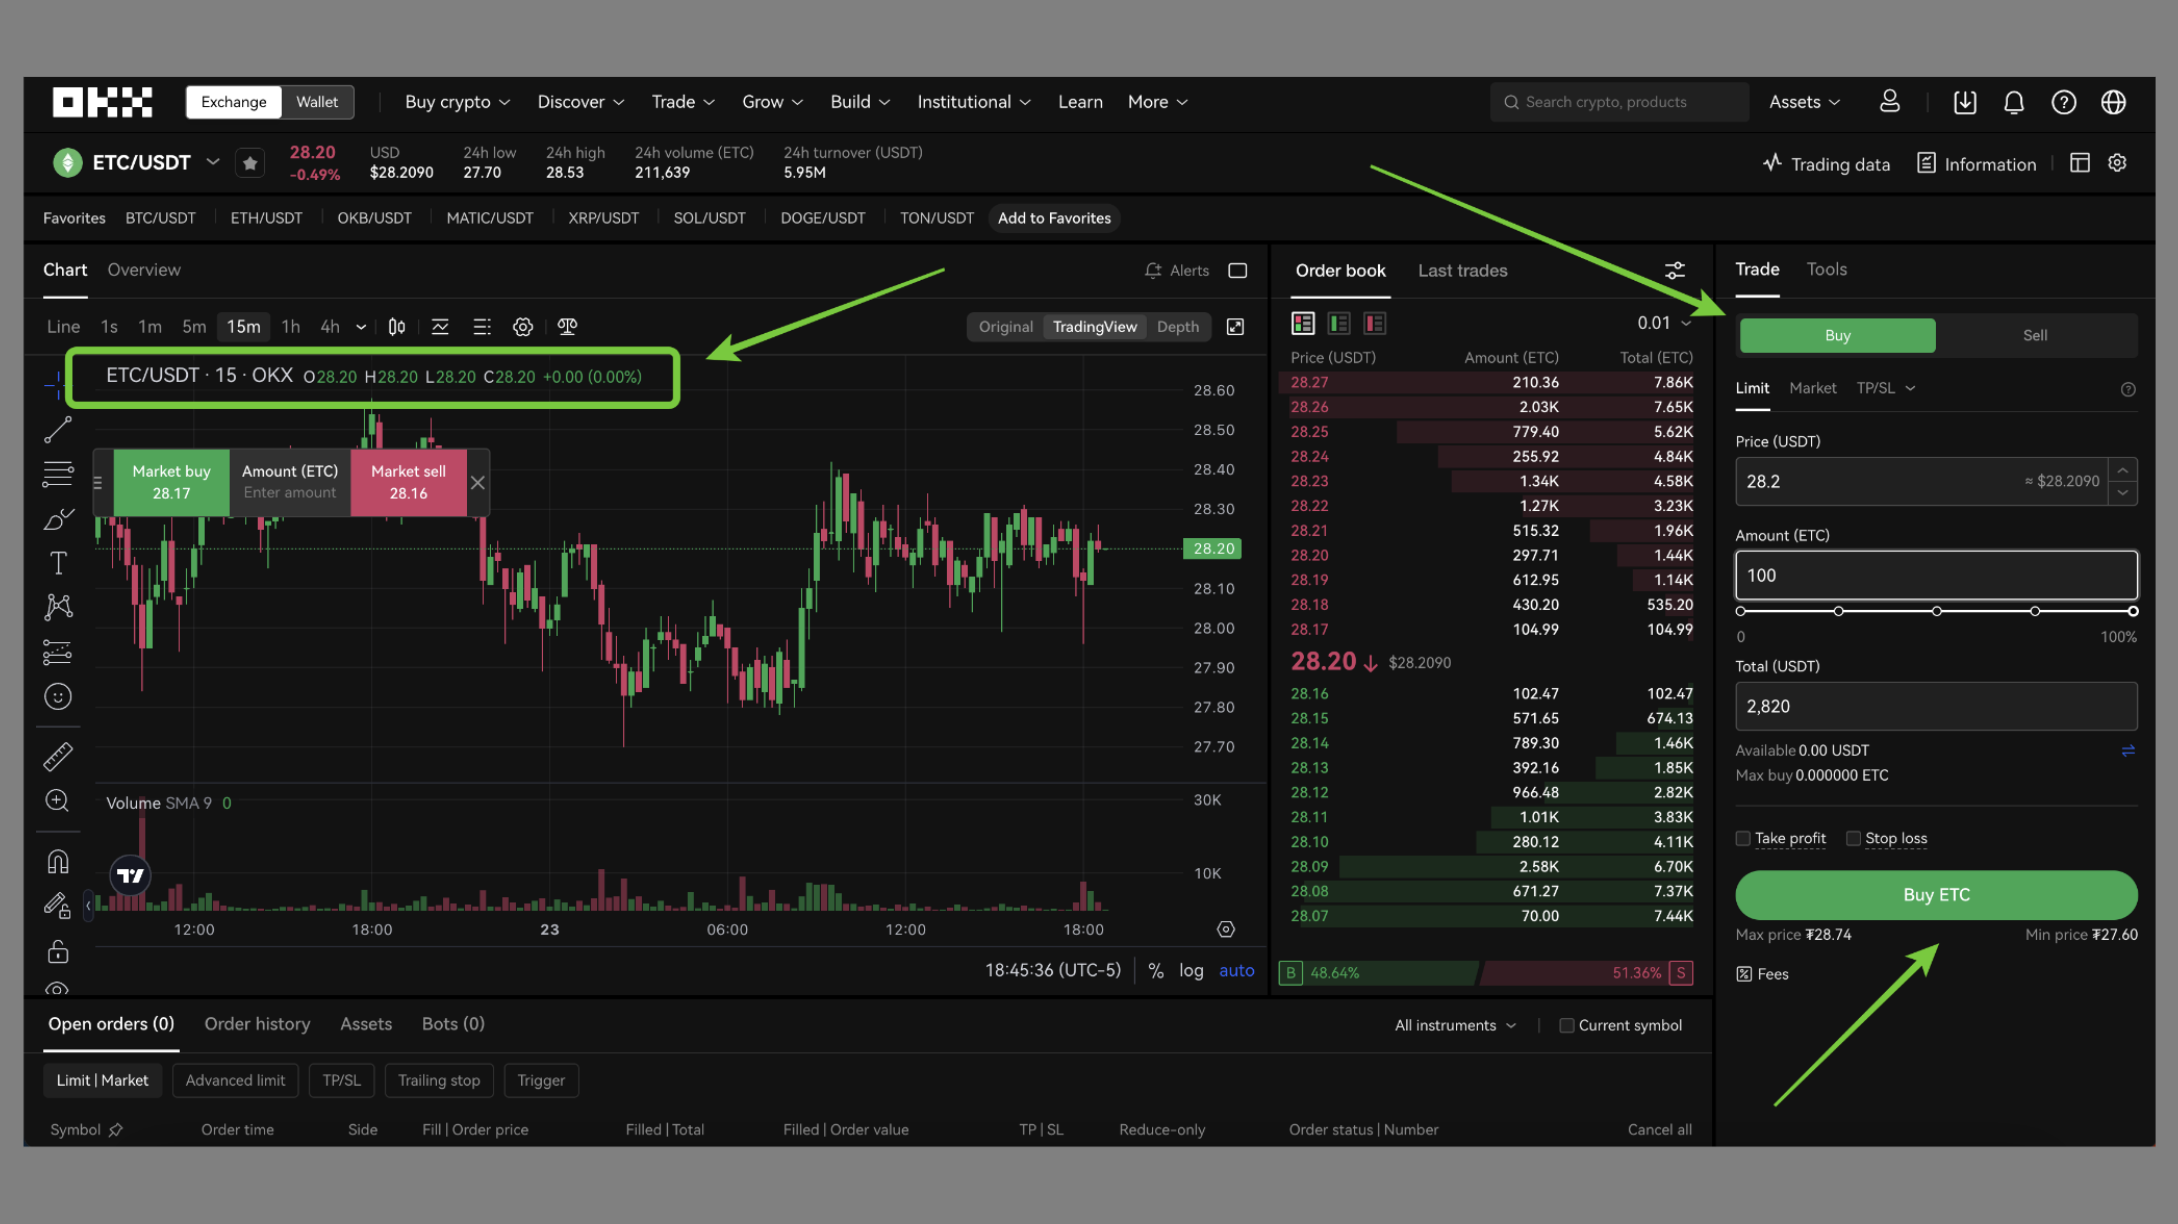 OKX Exchange Wallet Buy crypto Discover Trade Grow Build Institutional Learn More Search crypto, products Assets
ETC/USDT 28.20 USD 24h low 24h high 24h volume (ETC) 24h turnover (USDT)
-0.49% $28.2090 27.70 28.53 211,639 5.95M Trading data Information
Favorites BTC/USDT ETH/USDT OKB/USDT MATIC/USDT XRP/USDT SOL/USDT DOGE/USDT TON/USDT Add to Favorites
Chart Overview Alerts
Line 1s 1m 5m 15m 1h 4h Original TradingView Depth
ETC/USDT · 15 · OKX O28.20 H28.20 L28.20 C28.20 +0.00 (0.00%)
Market buy Amount (ETC) Market sell
28.17 Enter amount 28.16
28.60
28.50
28.40
28.30
28.20
28.10
28.00
27.90
27.80
27.70
Volume SMA 9 0
30K
10K
12:00 18:00 23 06:00 12:00 18:00
18:45:36 (UTC-5) % log auto
Order book Last trades
0.01
Price (USDT) Amount (ETC) Total (ETC)
28.27 210.36 7.86K
28.26 2.03K 7.65K
28.25 779.40 5.62K
28.24 255.92 4.84K
28.23 1.34K 4.58K
28.22 1.27K 3.23K
28.21 515.32 1.96K
28.20 297.71 1.44K
28.19 612.95 1.14K
28.18 430.20 535.20
28.17 104.99 104.99
28.20 ↓ $28.2090
28.16 102.47 102.47
28.15 571.65 674.13
28.14 789.30 1.46K
28.13 392.16 1.85K
28.12 966.48 2.82K
28.11 1.01K 3.83K
28.10 280.12 4.11K
28.09 2.58K 6.70K
28.08 671.27 7.37K
28.07 70.00 7.44K
B 48.64% 51.36% S
Trade Tools
Buy Sell
Limit Market TP/SL
Price (USDT)
28.2 ≈ $28.2090
Amount (ETC)
100
0 100%
Total (USDT)
2,820
Available 0.00 USDT
Max buy 0.000000 ETC
Take profit Stop loss
Buy ETC
Max price ₮28.74 Min price ₮27.60
Fees
Open orders (0) Order history Assets Bots (0) All instruments Current symbol
Limit | Market Advanced limit TP/SL Trailing stop Trigger
Symbol Order time Side Fill | Order price Filled | Total Filled | Order value TP | SL Reduce-only Order status | Number Cancel all